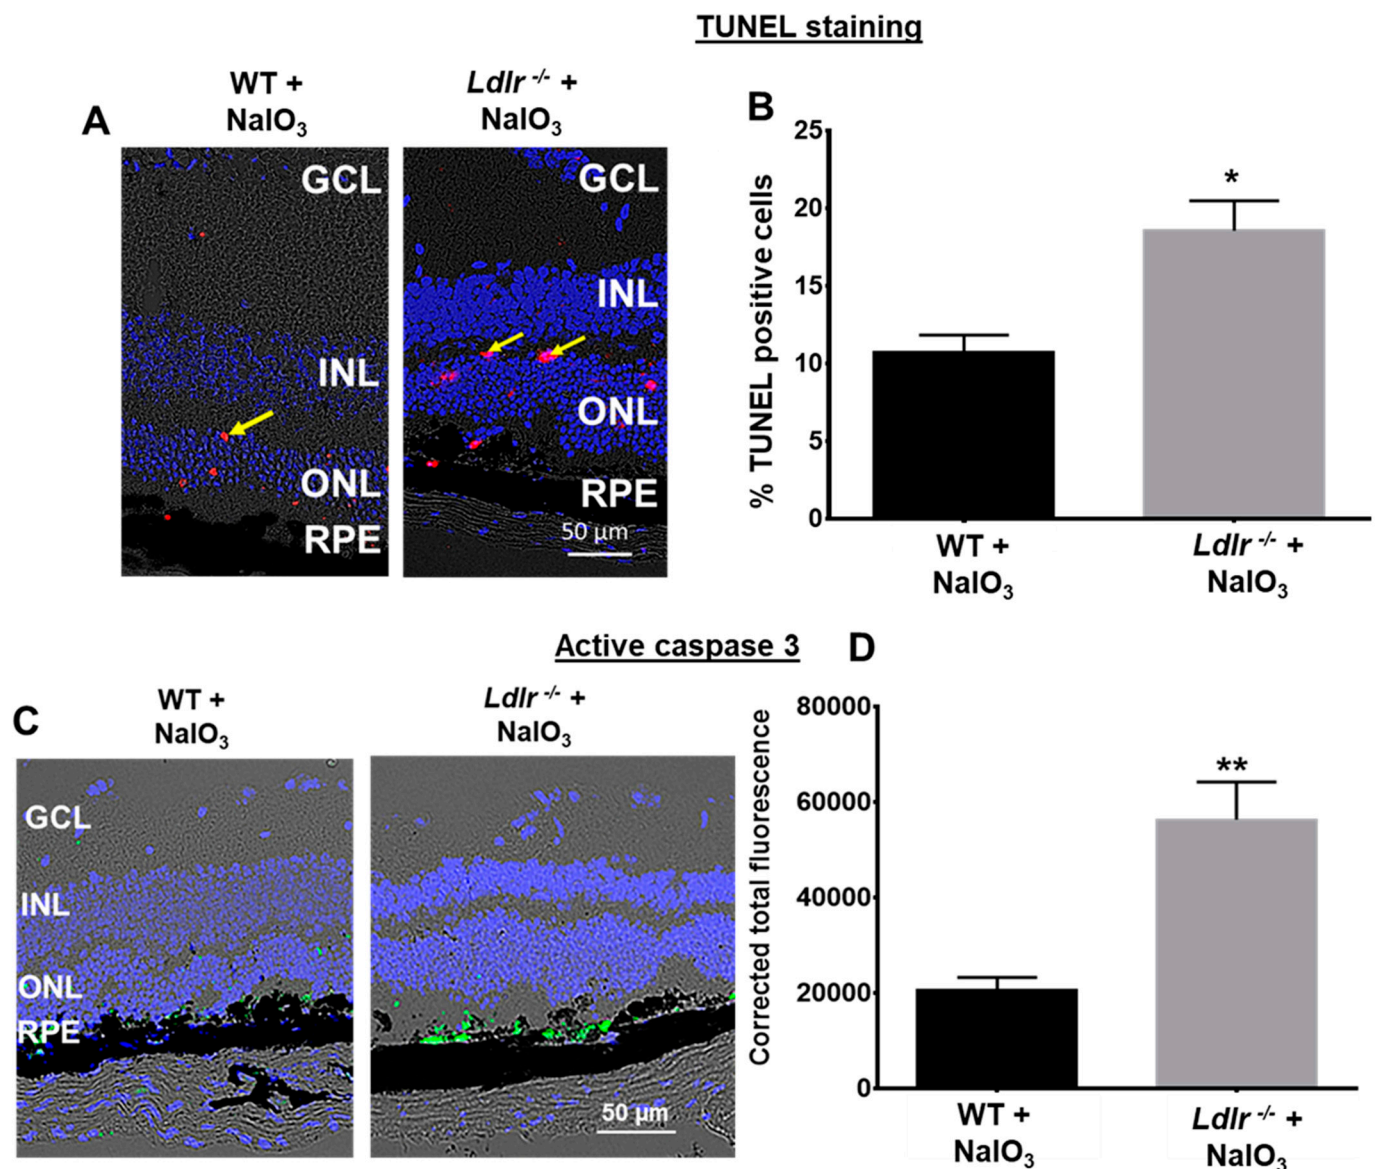 TUNEL staining
A
WT +
NaIO₃
Ldlr ⁻/⁻ +
NaIO₃
GCL
INL
ONL
RPE
GCL
INL
ONL
RPE
50 µm
B
% TUNEL positive cells
25
20
15
10
5
0
*
WT +
NaIO₃
Ldlr ⁻/⁻ +
NaIO₃
Active caspase 3
C
WT +
NaIO₃
Ldlr ⁻/⁻ +
NaIO₃
GCL
INL
ONL
RPE
50 µm
D
Corrected total fluorescence
80000
60000
40000
20000
0
**
WT +
NaIO₃
Ldlr ⁻/⁻ +
NaIO₃